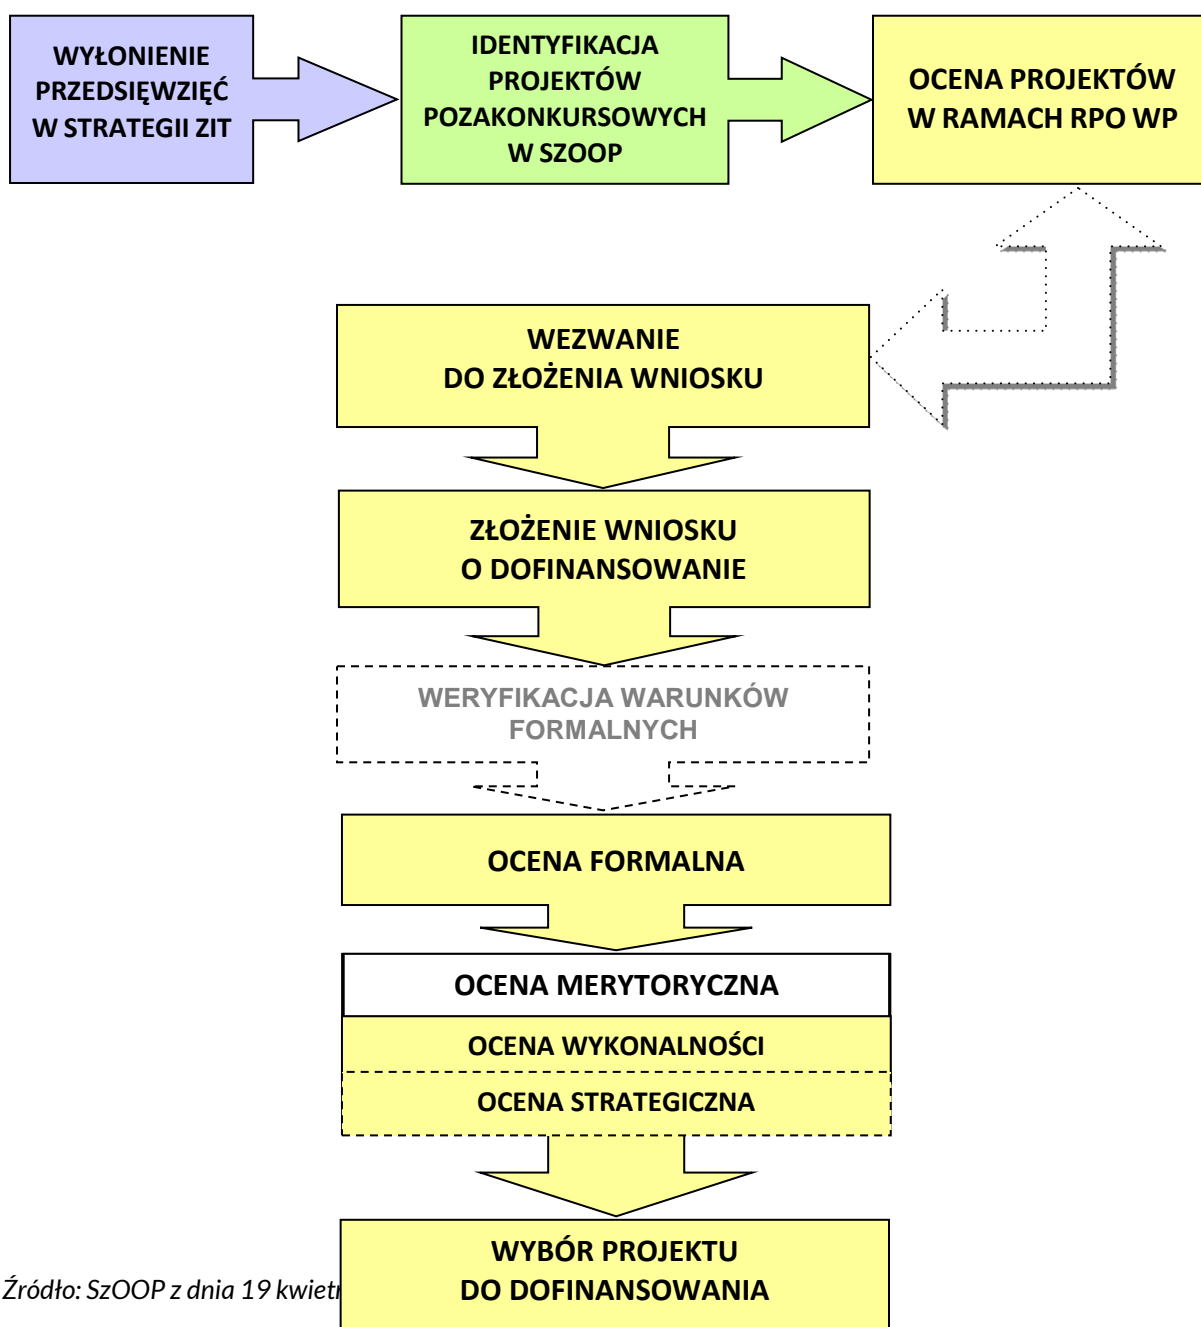 WYŁONIENIE
PRZEDSIĘWZIĘĆ
W STRATEGII ZIT
IDENTYFIKACJA
PROJEKTÓW
POZAKONKURSOWYCH
W SZOOP
OCENA PROJEKTÓW
W RAMACH RPO WP
WEZWANIE
DO ZŁOŻENIA WNIOSKU
ZŁOŻENIE WNIOSKU
O DOFINANSOWANIE
WERYFIKACJA WARUNKÓW
FORMALNYCH
OCENA FORMALNA
OCENA MERYTORYCZNA
OCENA WYKONALNOŚCI
OCENA STRATEGICZNA
WYBÓR PROJEKTU
DO DOFINANSOWANIA
Źródło: SzOOP z dnia 19